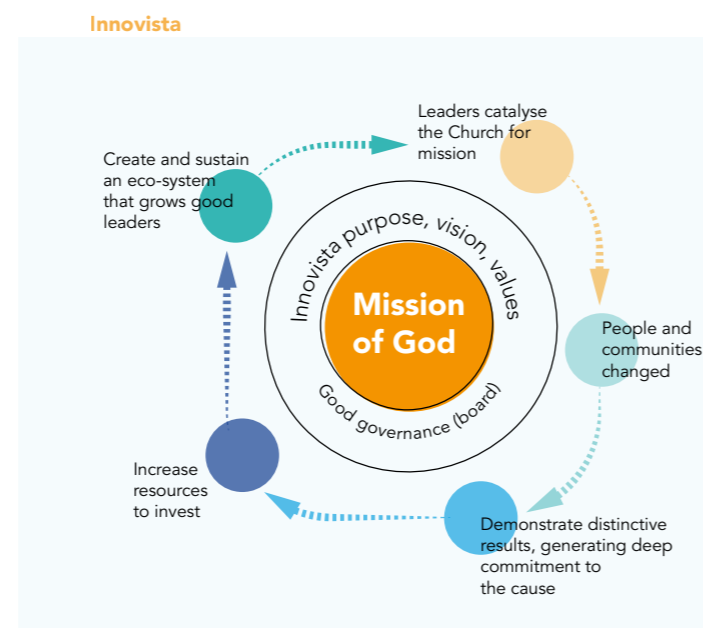 Innovista
Leaders catalyse
the Church for
mission
Create and sustain
an eco-system
that grows good
leaders
Innovista purpose, vision, values
Mission
of God
Good governance (board)
People and
communities
changed
Increase
resources
to invest
Demonstrate distinctive
results, generating deep
commitment to
the cause